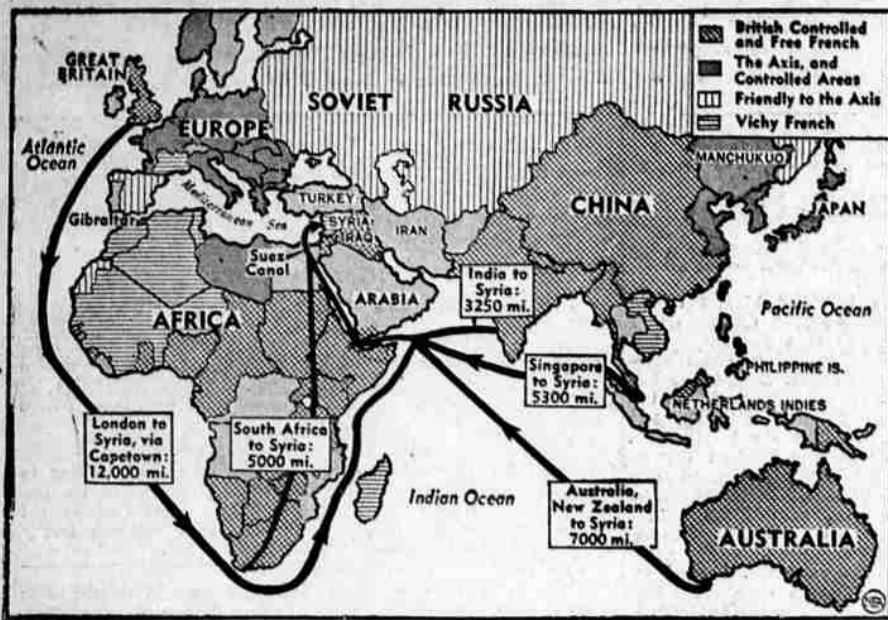 British Controlled
and Free French
The Axis, and
Controlled Areas
Friendly to the Axis
Vichy French
GREAT
BRITAIN
SOVIET RUSSIA
EUROPE
Atlantic
Ocean
MANCHUKUO
Mediterranean Sea
TURKEY
CHINA
JAPAN
Gibraltar
SYRIA
IRAQ
IRAN
Suez
Canal
ARABIA
India to
Syria:
3250 mi.
Pacific Ocean
AFRICA
Singapore
to Syria:
5300 mi.
PHILIPPINE IS.
NETHERLANDS INDIES
London to
Syria, via
Capetown:
12,000 mi.
South Africa
to Syria:
5000 mi.
Indian Ocean
Australia,
New Zealand
to Syria:
7000 mi.
AUSTRALIA